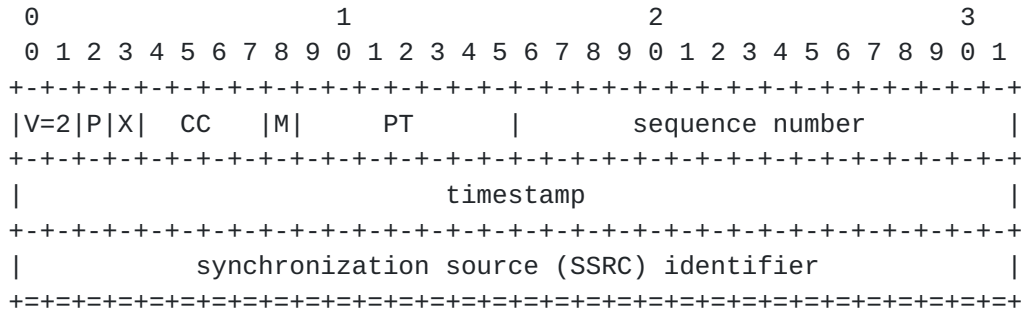 0                   1                   2                   3
 0 1 2 3 4 5 6 7 8 9 0 1 2 3 4 5 6 7 8 9 0 1 2 3 4 5 6 7 8 9 0 1
+-+-+-+-+-+-+-+-+-+-+-+-+-+-+-+-+-+-+-+-+-+-+-+-+-+-+-+-+-+-+-+-+
|V=2|P|X|  CC   |M|     PT      |       sequence number         |
+-+-+-+-+-+-+-+-+-+-+-+-+-+-+-+-+-+-+-+-+-+-+-+-+-+-+-+-+-+-+-+-+
|                           timestamp                           |
+-+-+-+-+-+-+-+-+-+-+-+-+-+-+-+-+-+-+-+-+-+-+-+-+-+-+-+-+-+-+-+-+
|           synchronization source (SSRC) identifier            |
+=+=+=+=+=+=+=+=+=+=+=+=+=+=+=+=+=+=+=+=+=+=+=+=+=+=+=+=+=+=+=+=+